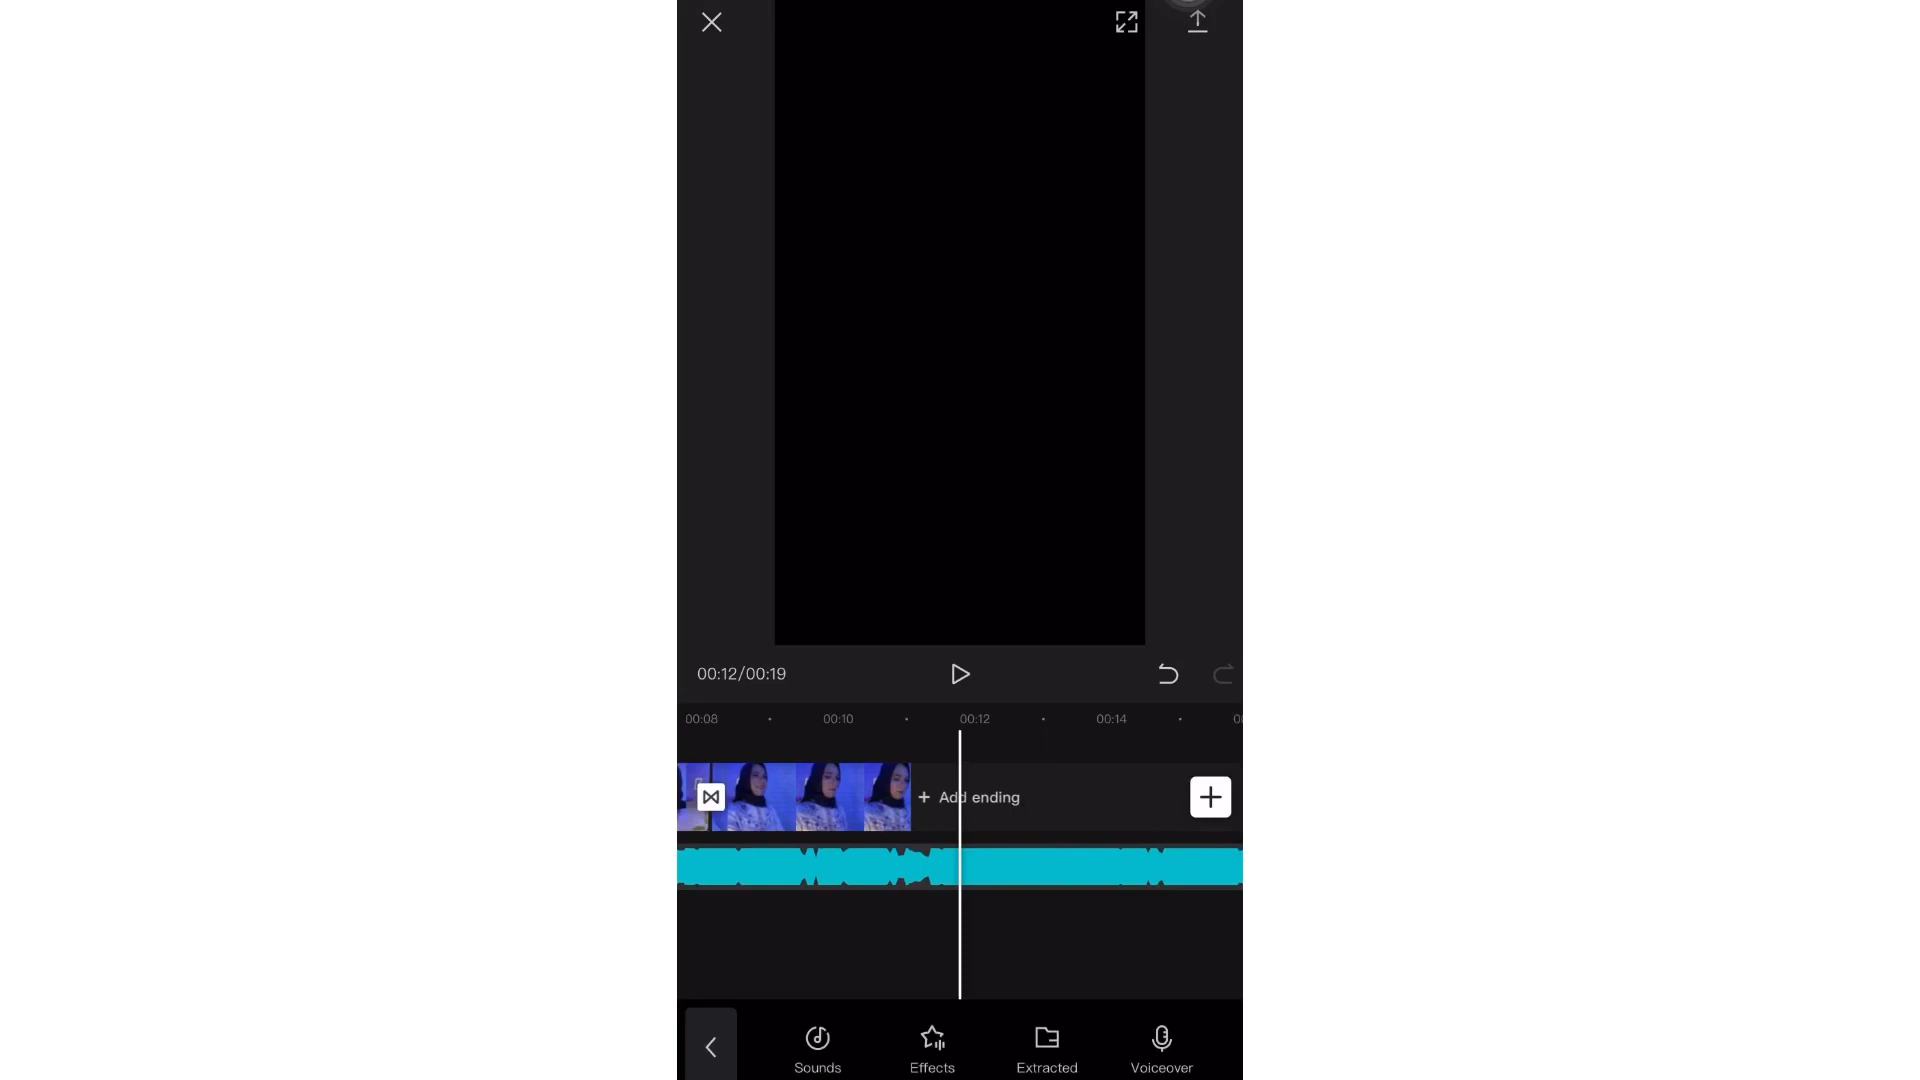 00:12/00:19
00:08 00:10 00:12 00:14
+ Add ending
Sounds Effects Extracted Voiceover